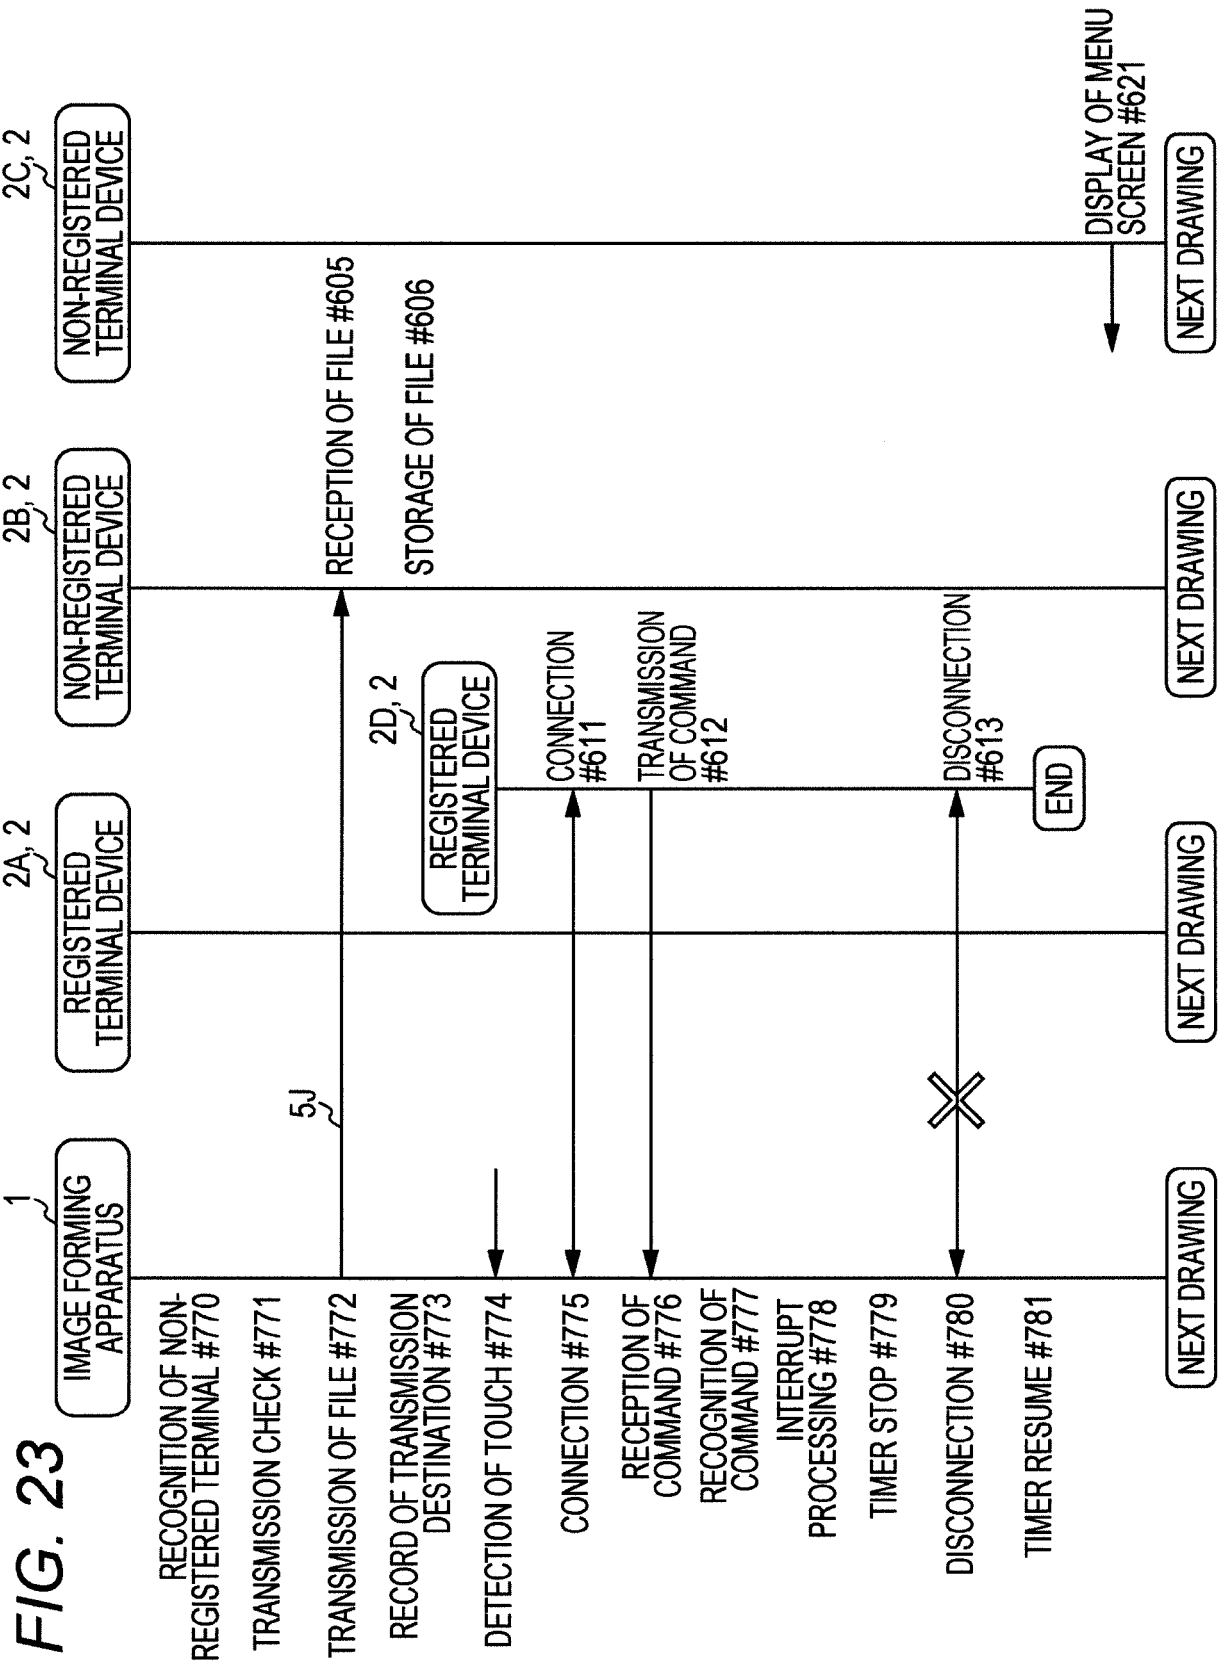 FIG. 23
1
IMAGE FORMING
APPARATUS
2A, 2
REGISTERED
TERMINAL DEVICE
2B, 2
NON-REGISTERED
TERMINAL DEVICE
2C, 2
NON-REGISTERED
TERMINAL DEVICE
RECOGNITION OF NON-
REGISTERED TERMINAL #770
TRANSMISSION CHECK #771
TRANSMISSION OF FILE #772
5J
RECEPTION OF FILE #605
RECORD OF TRANSMISSION
DESTINATION #773
STORAGE OF FILE #606
2D, 2
REGISTERED
TERMINAL DEVICE
DETECTION OF TOUCH #774
CONNECTION #775
CONNECTION
#611
RECEPTION OF
COMMAND #776
TRANSMISSION
OF COMMAND
#612
RECOGNITION OF
COMMAND #777
INTERRUPT
PROCESSING #778
TIMER STOP #779
DISCONNECTION #780
DISCONNECTION
#613
TIMER RESUME #781
END
DISPLAY OF MENU
SCREEN #621
NEXT DRAWING
NEXT DRAWING
NEXT DRAWING
NEXT DRAWING